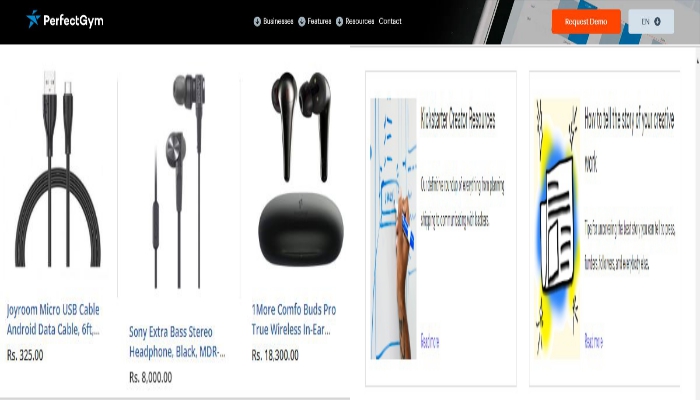 PerfectGym
Businesses Features Resources Contact
Request Demo
EN
Joyroom Micro USB Cable
Android Data Cable, 6ft,...
Rs. 325.00
Sony Extra Bass Stereo
Headphone, Black, MDR-...
Rs. 8,000.00
1More Comfo Buds Pro
True Wireless In-Ear...
Rs. 18,300.00
Kickstarter Creator Resources
Our definitive roundup of everything from planning
shipping to communicating with backers.
Read more
How to tell the story of your creative
work
Tips for uncovering the best story you can tell to press,
funders, followers, and everybody else.
Read more